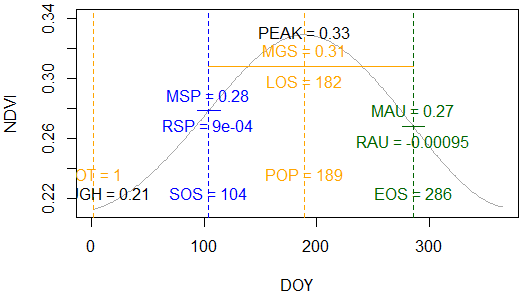 0.34
PEAK = 0.33
MGS = 0.31
0.30
LOS = 182
MSP = 0.28
MAU = 0.27
RSP = 9e-04
RAU = -0.00095
NDVI
0.26
OT = 1
POP = 189
0.22
GH = 0.21
SOS = 104
EOS = 286
0
100
200
300
DOY